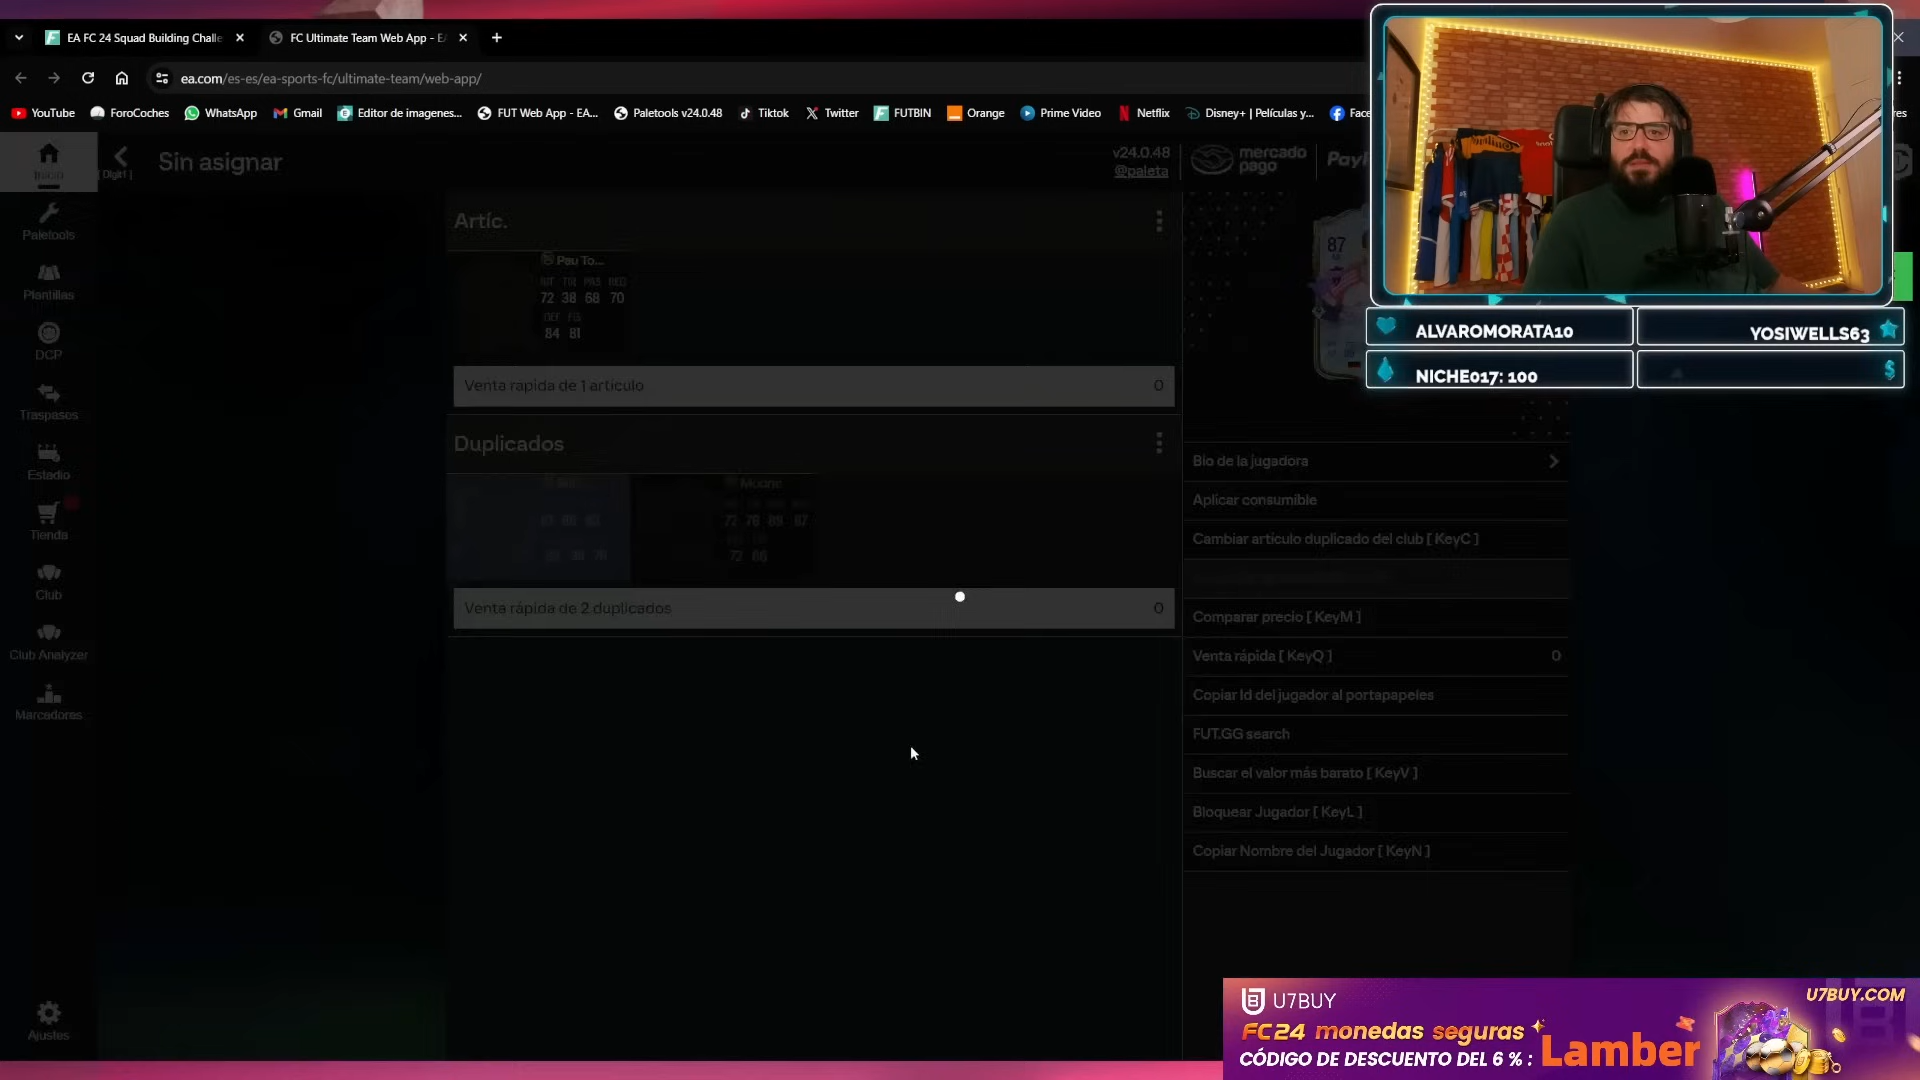 EA FC 24 Squad Building Challe
FC Ultimate Team Web App - EA
ea.com/es-es/ea-sports-fc/ultimate-team/web-app/
YouTube
ForoCoches
WhatsApp
Gmail
Editor de imagenes...
FUT Web App - EA...
Paletools v24.0.48
Tiktok
Twitter
FUTBIN
Orange
Prime Video
Netflix
Disney+ | Películas y...
Face
res
Inicio
[ Digit1 ]
Sin asignar
v24.0.48
@paleta
mercado
pago
Paletools
Plantillas
DCP
Traspasos
Estadio
Tienda
Club
Club Analyzer
Marcadores
Ajustes
Artíc.
Pau To...
72 38 68 70
84 81
Venta rapida de 1 articulo 0
Duplicados
72 66
Venta rápida de 2 duplicados 0
87
Bio de la jugadora
Aplicar consumible
Cambiar artículo duplicado del club [ KeyC ]
Comparar precio [ KeyM ]
Venta rápida [ KeyQ ] 0
Copiar Id del jugador al portapapeles
FUT.GG search
Buscar el valor más barato [ KeyV ]
Bloquear Jugador [ KeyL ]
Copiar Nombre del Jugador [ KeyN ]
ALVAROMORATA10
YOSIWELLS63
NICHE017: 100
$
U7BUY
U7BUY.COM
FC24 monedas seguras
CÓDIGO DE DESCUENTO DEL 6 % : Lamber